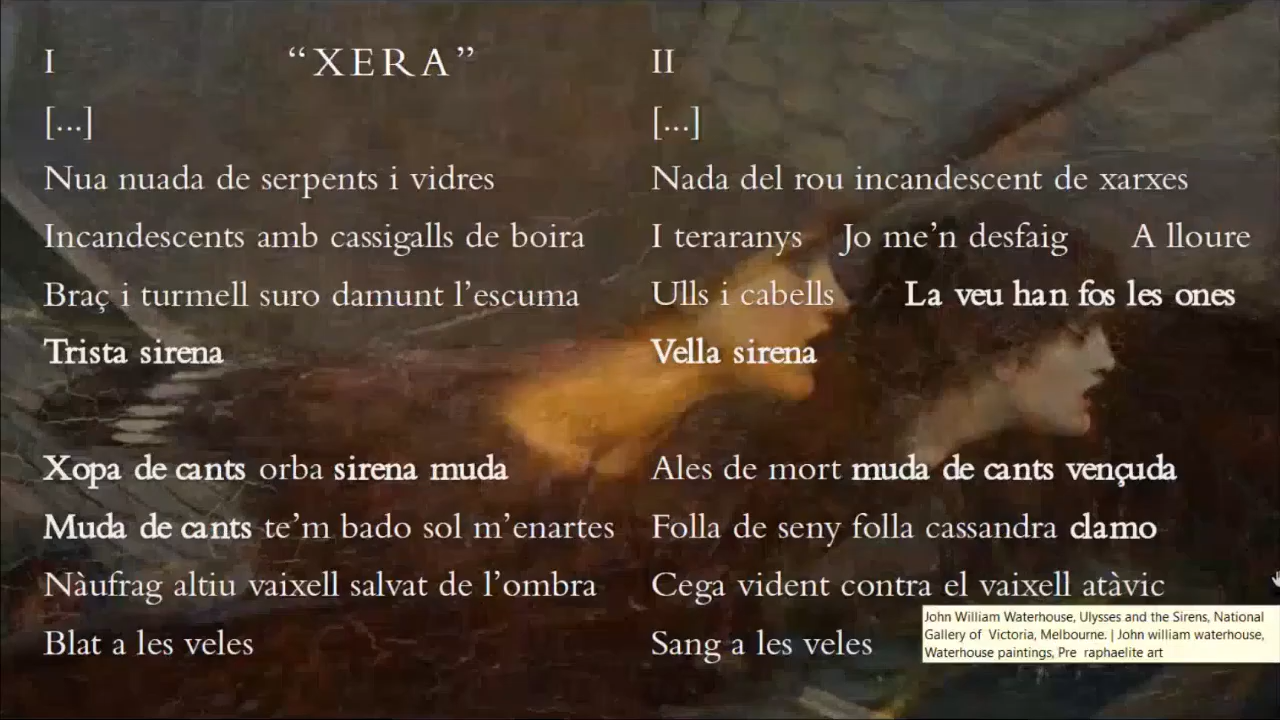 I
“XERA”
[...]
Nua nuada de serpents i vidres
Incandescents amb cassigalls de boira
Braç i turmell suro damunt l’escuma
Trista sirena
Xopa de cants orba sirena muda
Muda de cants te’m bado sol m’enartes
Nàufrag altiu vaixell salvat de l’ombra
Blat a les veles
II
[...]
Nada del rou incandescent de xarxes
I teraranys Jo me’n desfaig A lloure
Ulls i cabells La veu han fos les ones
Vella sirena
Ales de mort muda de cants vençuda
Folla de seny folla cassandra clamo
Cega vident contra el vaixell atàvic
Sang a les veles
John William Waterhouse, Ulysses and the Sirens, National
Gallery of Victoria, Melbourne. | John william waterhouse,
Waterhouse paintings, Pre raphaelite art